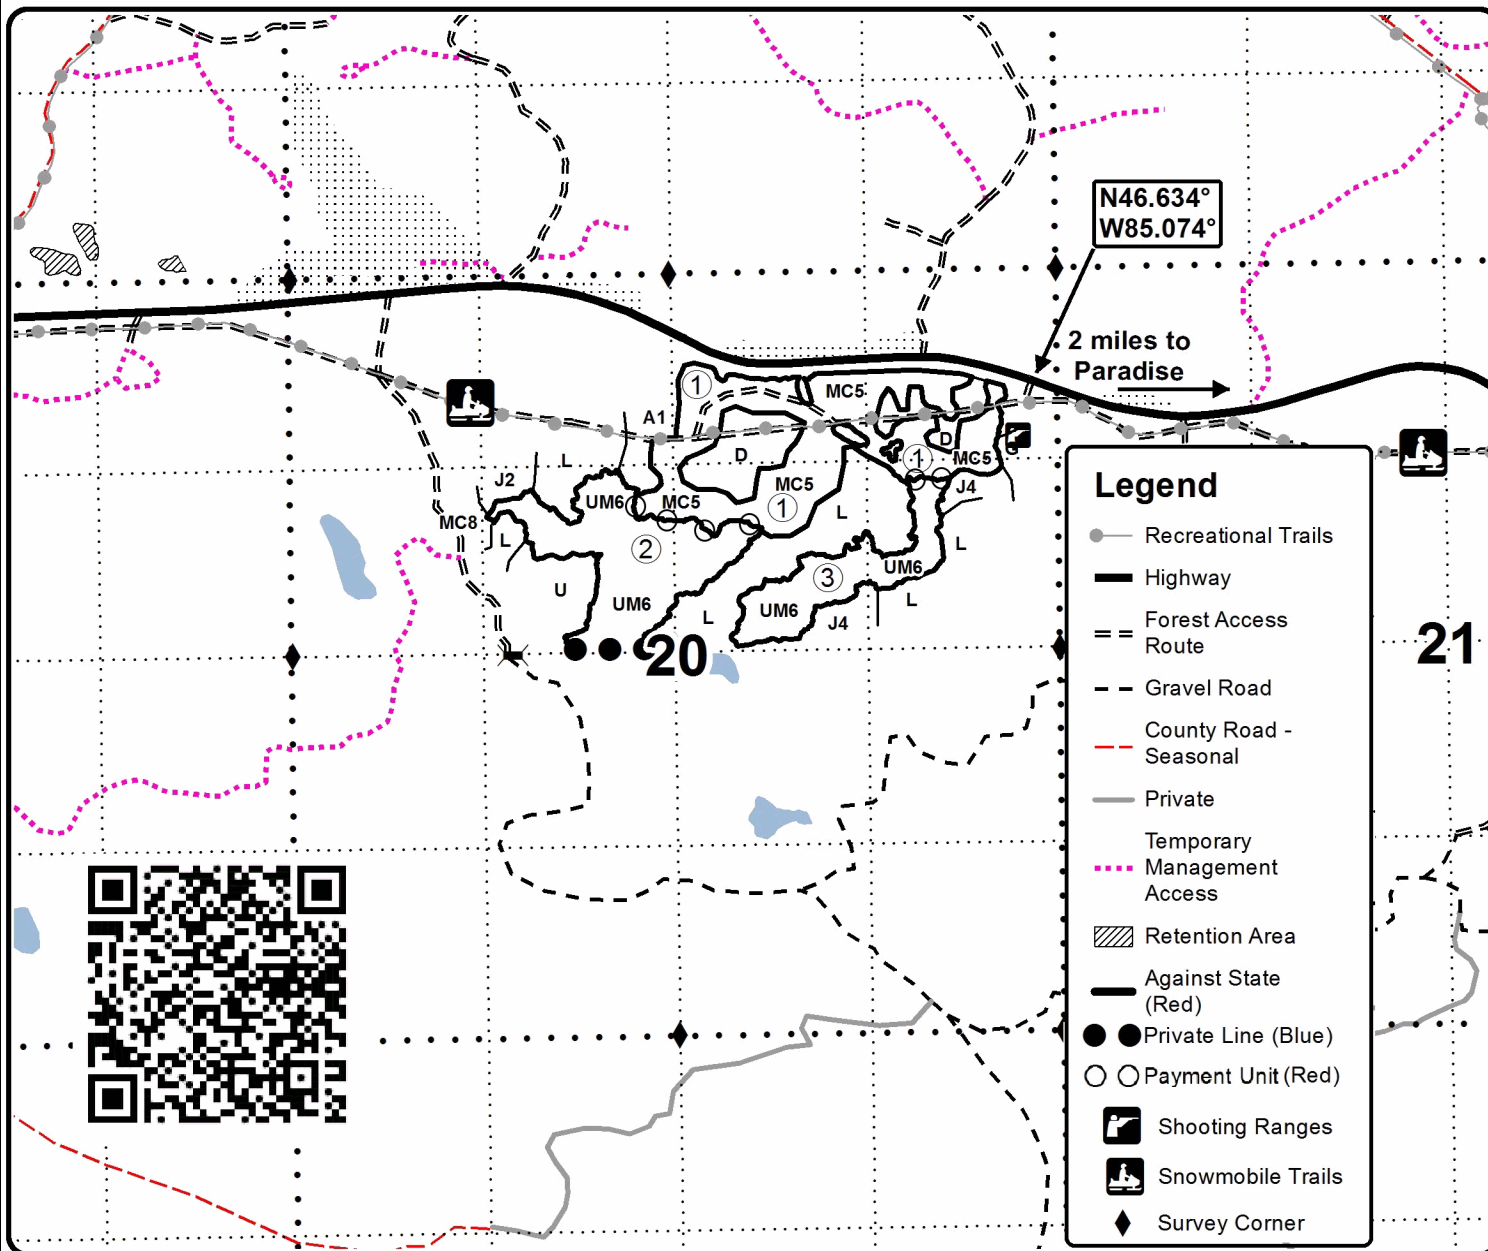 N46.634°
W85.074°
2 miles to
Paradise
1
MC5
A1
D
D
1
MC5
L
J2
UM6
MC5
MC5
1
J4
G
MC8
L
L
2
L
UM6
3
U
UM6
UM6
L
J4
L
20
21
Legend
Recreational Trails
Highway
Forest Access
Route
Gravel Road
County Road -
Seasonal
Private
Temporary
Management
Access
Retention Area
Against State
(Red)
Private Line (Blue)
Payment Unit (Red)
Shooting Ranges
Snowmobile Trails
Survey Corner